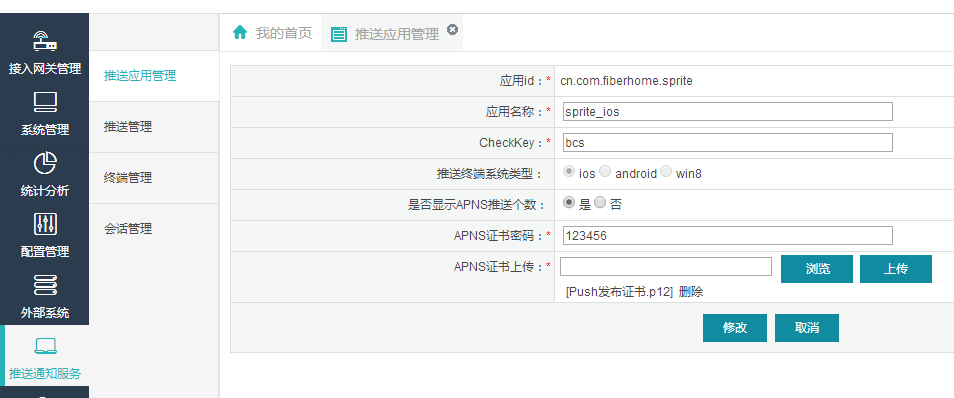 我的首页
推送应用管理
接入网关管理
系统管理
统计分析
配置管理
外部系统
推送通知服务
推送应用管理
推送管理
终端管理
会话管理
应用id：* cn.com.fiberhome.sprite
应用名称：* sprite_ios
CheckKey：* bcs
推送终端系统类型： ios android win8
是否显示APNS推送个数： 是 否
APNS证书密码：* 123456
APNS证书上传：* 浏览 上传
[Push发布证书.p12] 删除
修改 取消